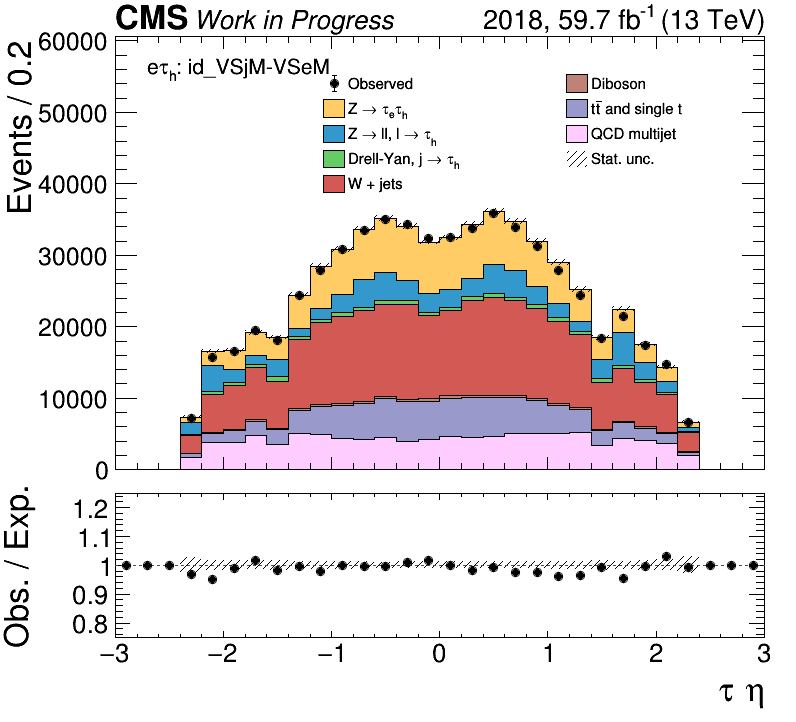 CMS Work in Progress 2018, 59.7 fb⁻¹ (13 TeV)
Events / 0.2
60000
50000
40000
30000
20000
10000
0
eτₕ: id_VSjM-VSeM
Observed
Z → τₑτₕ
Z → ll, l → τₕ
Drell-Yan, j → τₕ
W + jets
Diboson
tt̄ and single t
QCD multijet
Stat. unc.
Obs. / Exp.
1.2
1.1
1
0.9
0.8
−3 −2 −1 0 1 2 3
τ η